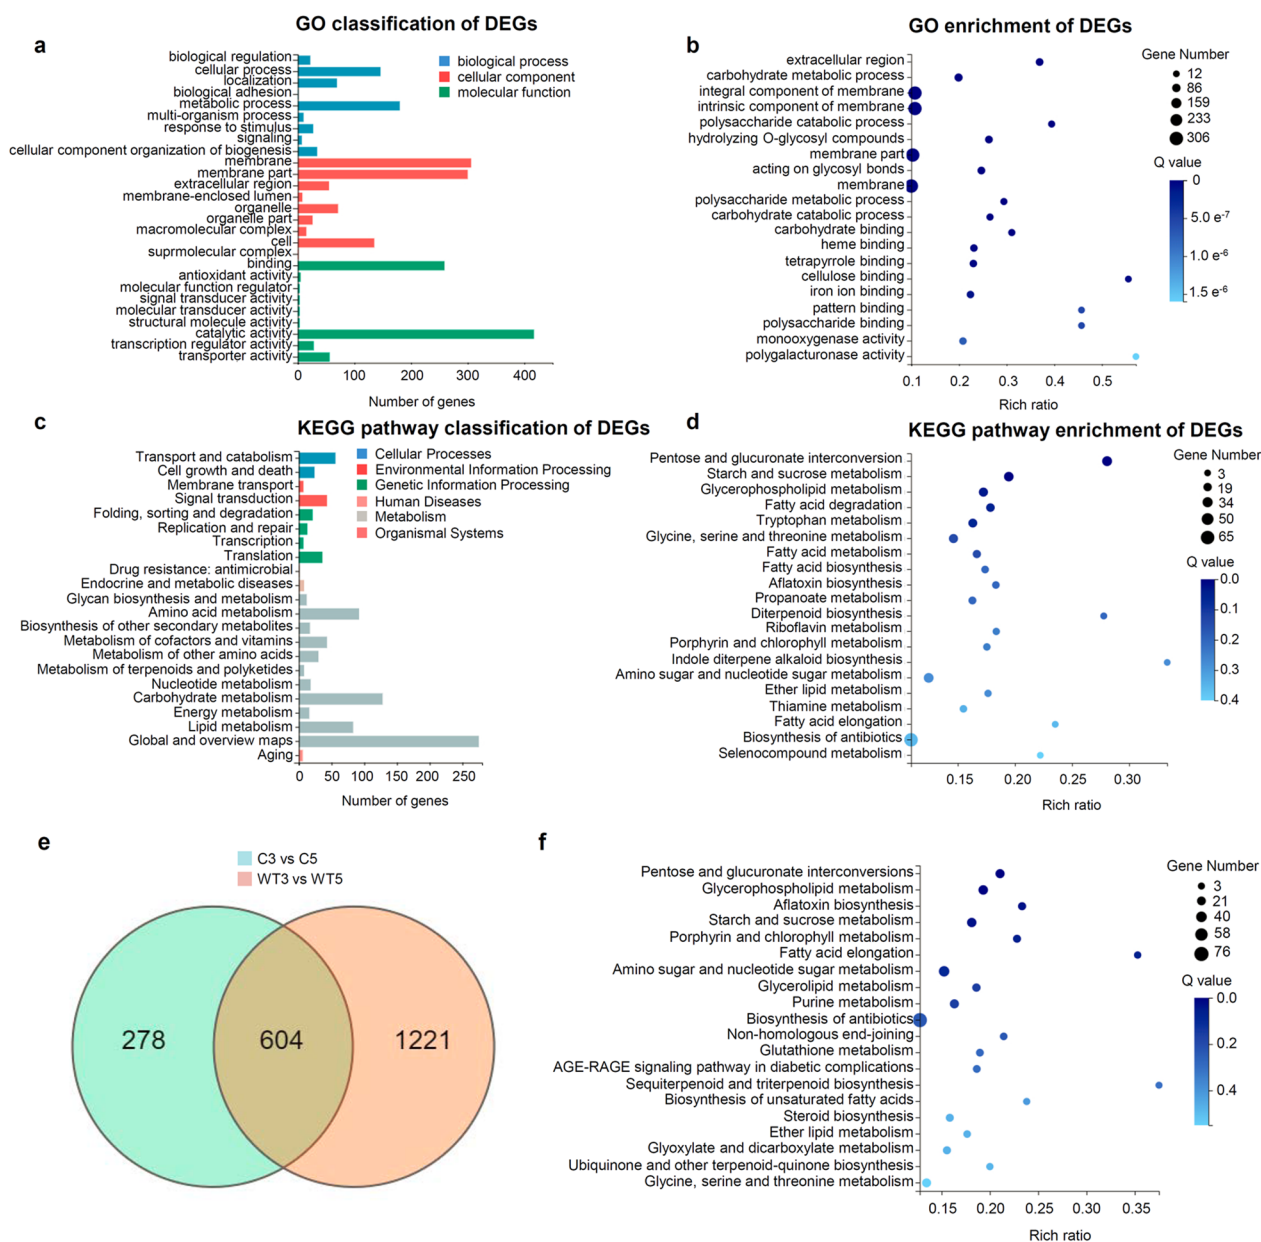 GO classification of DEGs
a
biological regulation
cellular process
localization
biological adhesion
metabolic process
multi-organism process
response to stimulus
signaling
cellular component organization of biogenesis
membrane
membrane part
extracellular region
membrane-enclosed lumen
organelle
organelle part
macromolecular complex
cell
suprmolecular complex
binding
antioxidant activity
molecular function regulator
signal transducer activity
molecular transducer activity
structural molecule activity
catalytic activity
transcription regulator activity
transporter activity
biological process
cellular component
molecular function
0 100 200 300 400
Number of genes
GO enrichment of DEGs
b
extracellular region
carbohydrate metabolic process
integral component of membrane
intrinsic component of membrane
polysaccharide catabolic process
hydrolyzing O-glycosyl compounds
membrane part
acting on glycosyl bonds
membrane
polysaccharide metabolic process
carbohydrate catabolic process
carbohydrate binding
heme binding
tetrapyrrole binding
cellulose binding
iron ion binding
pattern binding
polysaccharide binding
monooxygenase activity
polygalacturonase activity
0.1 0.2 0.3 0.4 0.5
Rich ratio
Gene Number
12
86
159
233
306
Q value
0
5.0 e-7
1.0 e-6
1.5 e-6
c
KEGG pathway classification of DEGs
Transport and catabolism
Cell growth and death
Membrane transport
Signal transduction
Folding, sorting and degradation
Replication and repair
Transcription
Translation
Drug resistance: antimicrobial
Endocrine and metabolic diseases
Glycan biosynthesis and metabolism
Amino acid metabolism
Biosynthesis of other secondary metabolites
Metabolism of cofactors and vitamins
Metabolism of other amino acids
Metabolism of terpenoids and polyketides
Nucleotide metabolism
Carbohydrate metabolism
Energy metabolism
Lipid metabolism
Global and overview maps
Aging
Cellular Processes
Environmental Information Processing
Genetic Information Processing
Human Diseases
Metabolism
Organismal Systems
0 50 100 150 200 250
Number of genes
d
KEGG pathway enrichment of DEGs
Pentose and glucuronate interconversion
Starch and sucrose metabolism
Glycerophospholipid metabolism
Fatty acid degradation
Tryptophan metabolism
Glycine, serine and threonine metabolism
Fatty acid metabolism
Fatty acid biosynthesis
Aflatoxin biosynthesis
Propanoate metabolism
Diterpenoid biosynthesis
Riboflavin metabolism
Porphyrin and chlorophyll metabolism
Indole diterpene alkaloid biosynthesis
Amino sugar and nucleotide sugar metabolism
Ether lipid metabolism
Thiamine metabolism
Fatty acid elongation
Biosynthesis of antibiotics
Selenocompound metabolism
0.15 0.20 0.25 0.30
Rich ratio
Gene Number
3
19
34
50
65
Q value
0.0
0.1
0.2
0.3
0.4
e
C3 vs C5
WT3 vs WT5
278 604 1221
f
Pentose and glucuronate interconversions
Glycerophospholipid metabolism
Aflatoxin biosynthesis
Starch and sucrose metabolism
Porphyrin and chlorophyll metabolism
Fatty acid elongation
Amino sugar and nucleotide sugar metabolism
Glycerolipid metabolism
Purine metabolism
Biosynthesis of antibiotics
Non-homologous end-joining
Glutathione metabolism
AGE-RAGE signaling pathway in diabetic complications
Sequiterpenoid and triterpenoid biosynthesis
Biosynthesis of unsaturated fatty acids
Steroid biosynthesis
Ether lipid metabolism
Glyoxylate and dicarboxylate metabolism
Ubiquinone and other terpenoid-quinone biosynthesis
Glycine, serine and threonine metabolism
0.15 0.20 0.25 0.30 0.35
Rich ratio
Gene Number
3
21
40
58
76
Q value
0.0
0.2
0.4